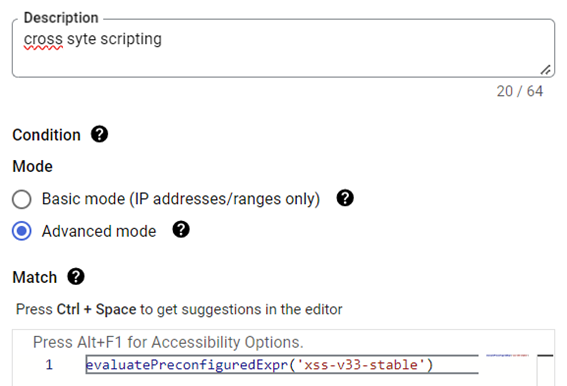 Description
cross syte scripting
20 / 64
Condition ?
Mode
Basic mode (IP addresses/ranges only) ?
Advanced mode ?
Match ?
Press Ctrl + Space to get suggestions in the editor
Press Alt+F1 for Accessibility Options.
1 evaluatePreconfiguredExpr('xss-v33-stable')